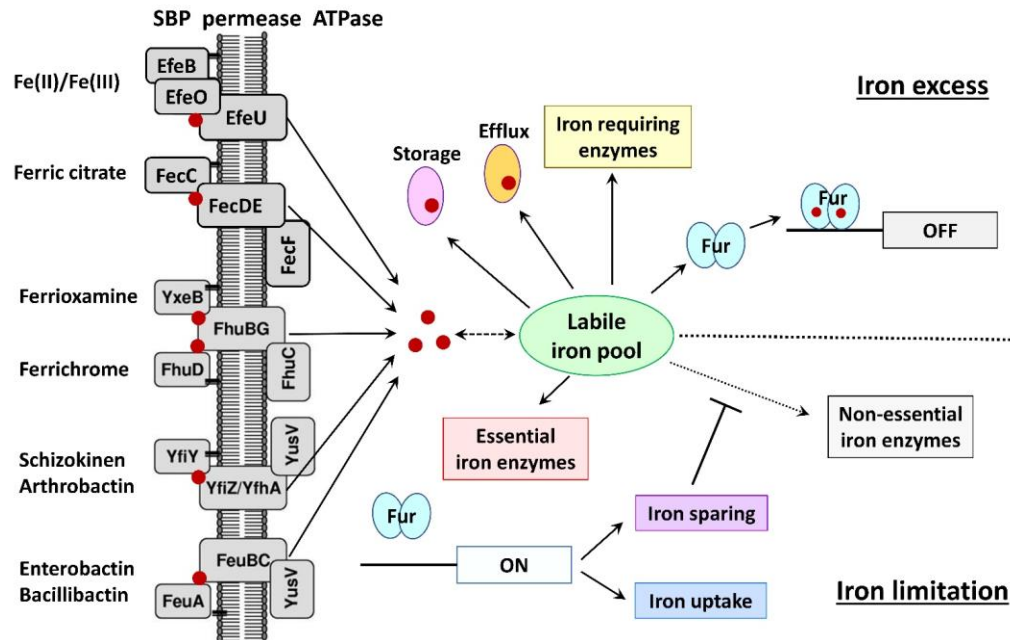 SBP permease ATPase
Fe(II)/Fe(III)
EfeB
EfeO
EfeU
Ferric citrate
FecC
FecDE
FecF
Ferrioxamine
YxeB
FhuBG
FhuC
Ferrichrome
FhuD
Schizokinen
Arthrobactin
YfiY
YusV
YfiZ/YfhA
Enterobactin
Bacillibactin
FeuBC
FeuA
YusV
Storage
Efflux
Iron requiring
enzymes
Iron excess
Fur
Fur
OFF
Labile
iron pool
Essential
iron enzymes
Non-essential
iron enzymes
Fur
ON
Iron sparing
Iron uptake
Iron limitation